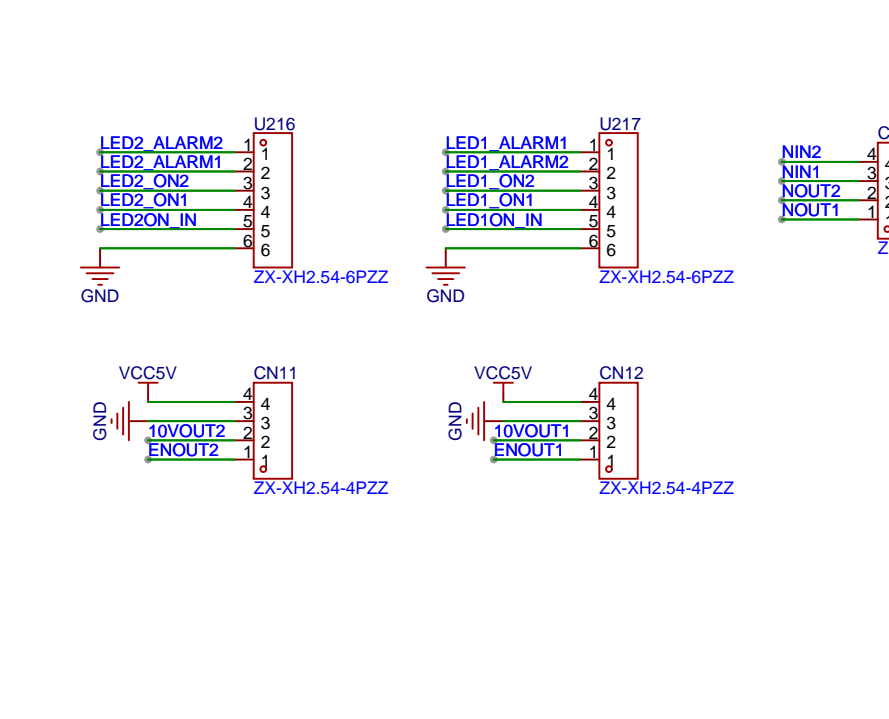 U216
LED2_ALARM2 1 1
LED2_ALARM1 2 2
LED2_ON2 3 3
LED2_ON1 4 4
LED2ON_IN 5 5
6 6
GND
ZX-XH2.54-6PZZ
U217
LED1_ALARM1 1 1
LED1_ALARM2 2 2
LED1_ON2 3 3
LED1_ON1 4 4
LED1ON_IN 5 5
6 6
GND
ZX-XH2.54-6PZZ
C
NIN2 4
NIN1 3
NOUT2 2
NOUT1 1
Z
VCC5V
CN11
4 4
GND 3 3
10VOUT2 2 2
ENOUT2 1 1
ZX-XH2.54-4PZZ
VCC5V
CN12
4 4
GND 3 3
10VOUT1 2 2
ENOUT1 1 1
ZX-XH2.54-4PZZ